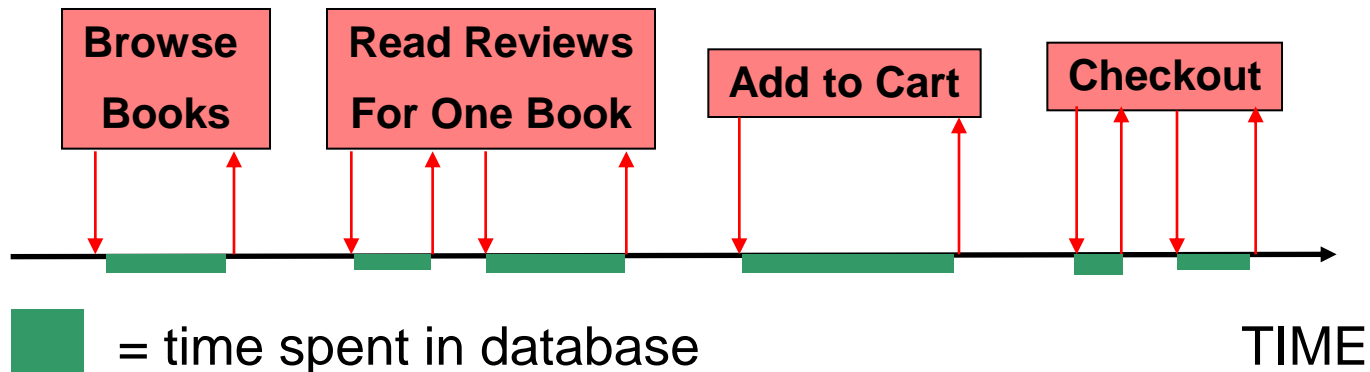 Browse
Books
Read Reviews
For One Book
Add to Cart
Checkout
= time spent in database
TIME